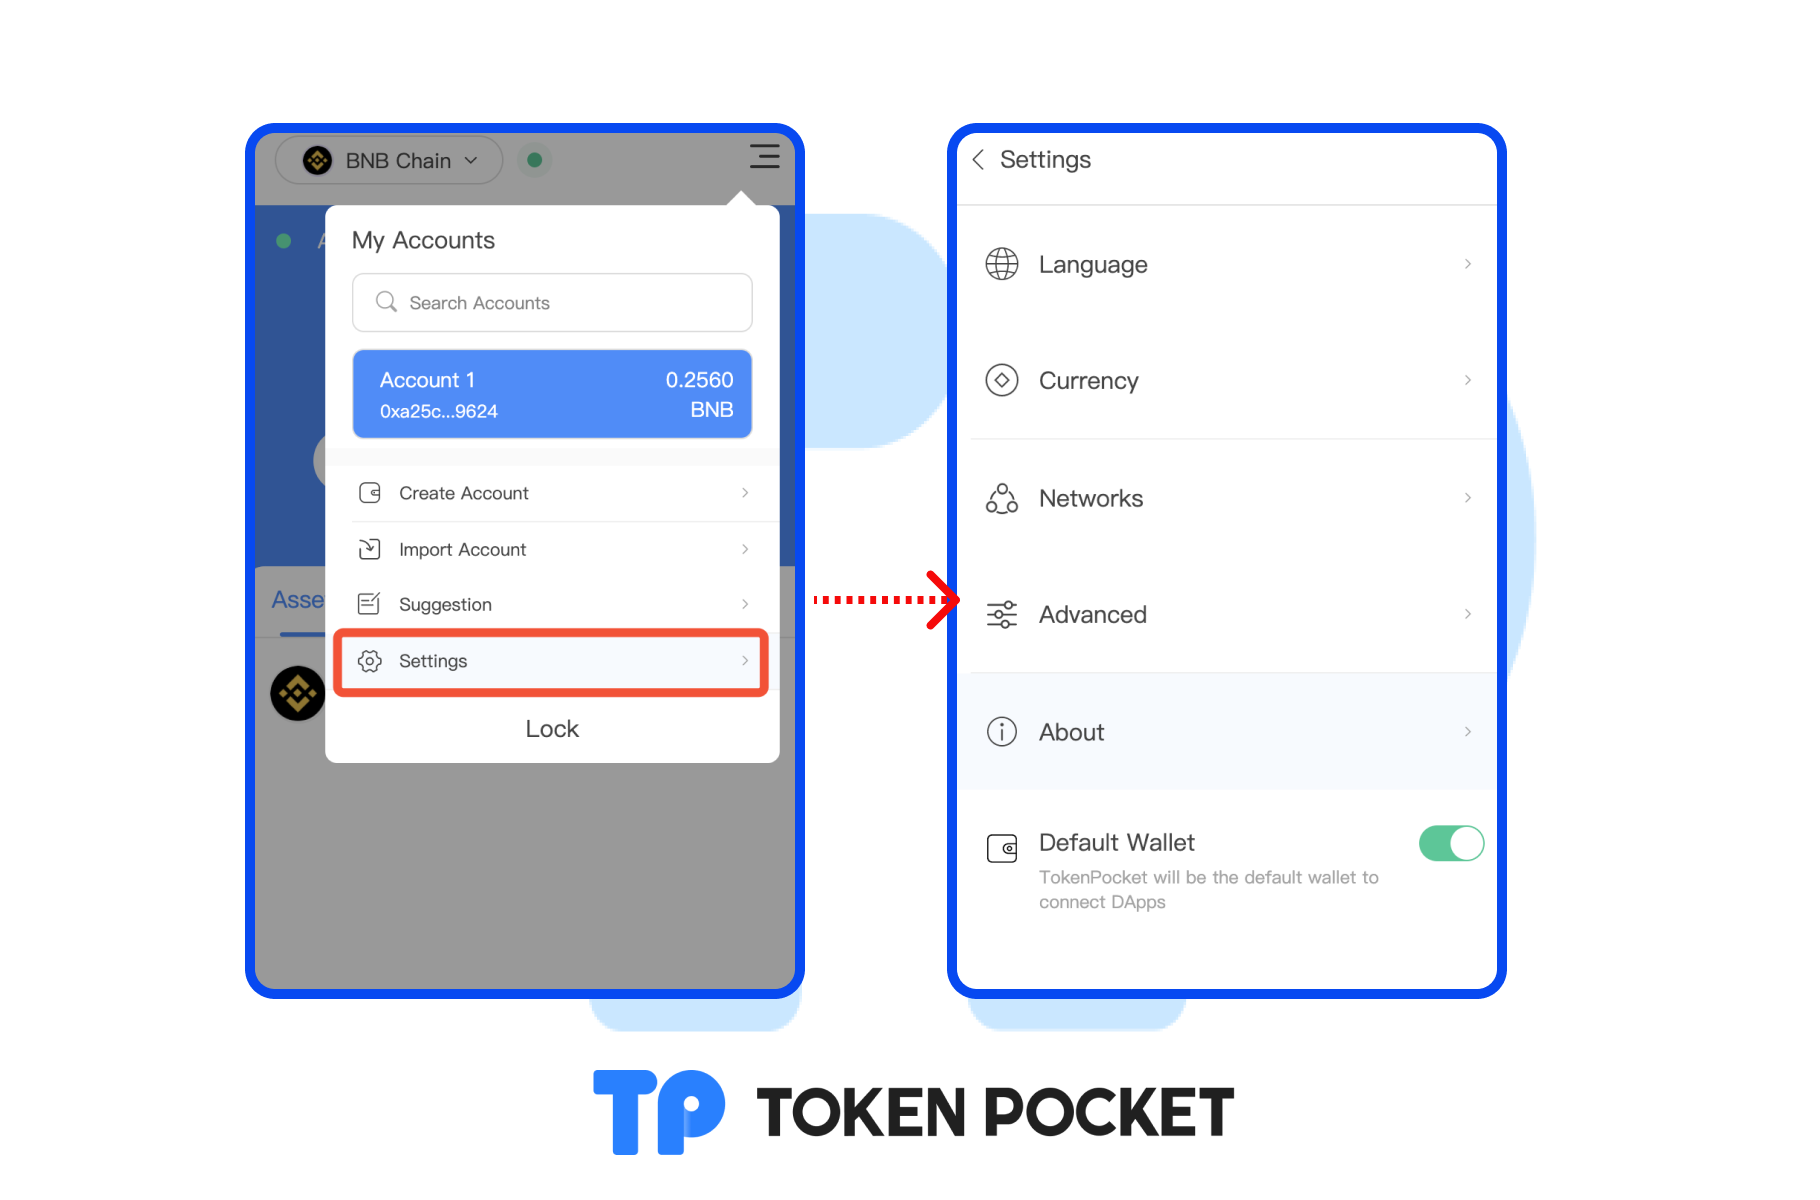 BNB Chain
My Accounts
Search Accounts
Account 1
0.2560
0xa25c...9624
BNB
Create Account
Import Account
Suggestion
Settings
Lock
Settings
Language
Currency
Networks
Advanced
About
Default Wallet
TokenPocket will be the default wallet to
connect DApps
TP TOKEN POCKET